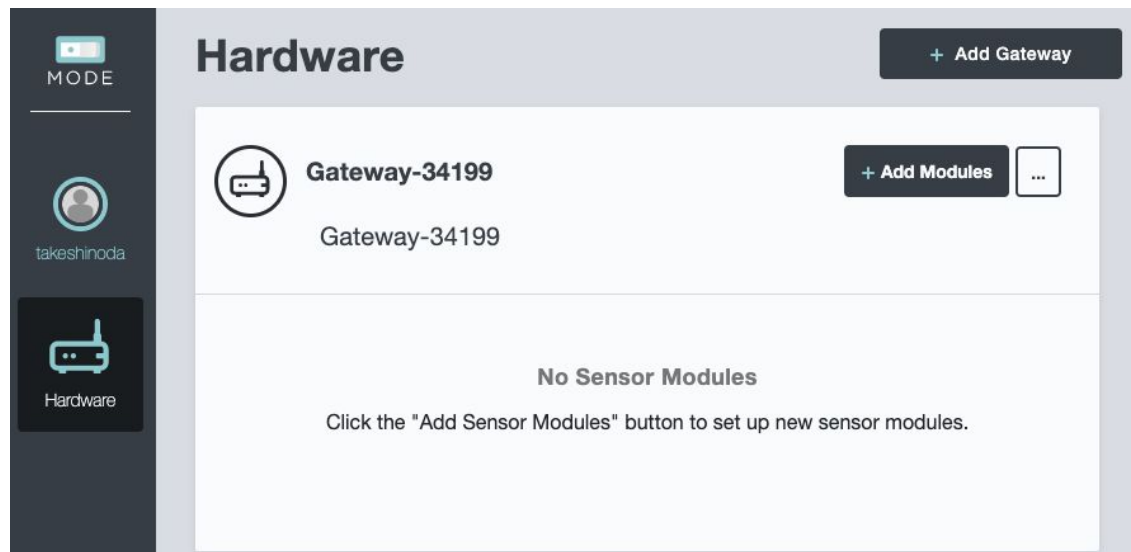 MODE
takeshinoda
Hardware
Hardware
+ Add Gateway
Gateway-34199
+ Add Modules
...
Gateway-34199
No Sensor Modules
Click the "Add Sensor Modules" button to set up new sensor modules.